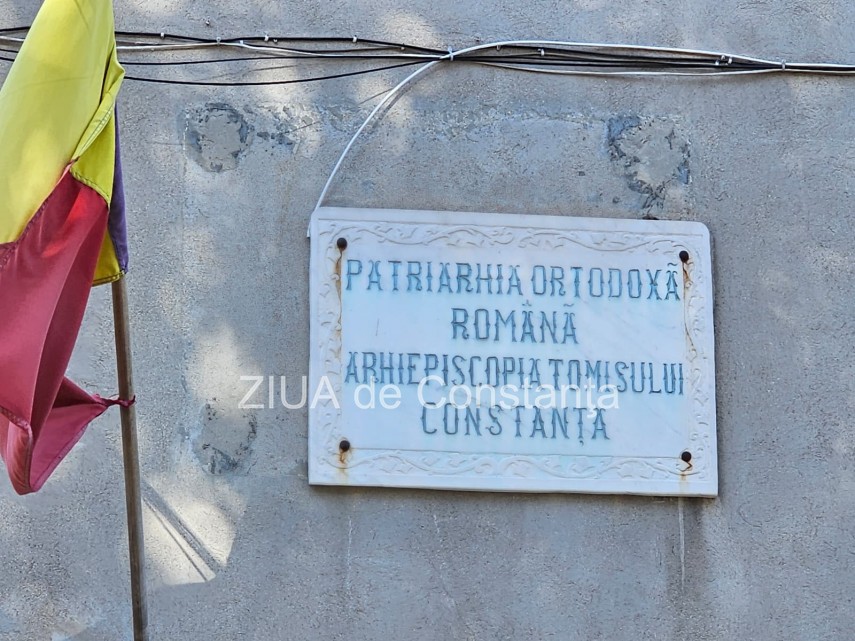 PATRIARHIA ORTODOXĂ
ROMÂNĂ
ARHIEPISCOPIA TOMISULUI
ZIUA de Constanța
CONSTANȚA